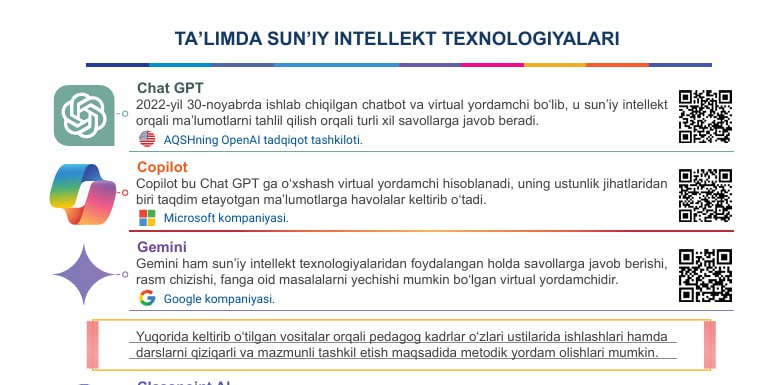 TA’LIMDA SUN’IY INTELLEKT TEXNOLOGIYALARI
Chat GPT
2022-yil 30-noyabrda ishlab chiqilgan chatbot va virtual yordamchi bo‘lib, u sun’iy intellekt
orqali ma’lumotlarni tahlil qilish orqali turli xil savollarga javob beradi.
AQSHning OpenAI tadqiqot tashkiloti.
Copilot
Copilot bu Chat GPT ga o‘xshash virtual yordamchi hisoblanadi, uning ustunlik jihatlaridan
biri taqdim etayotgan ma’lumotlarga havolalar keltirib o‘tadi.
Microsoft kompaniyasi.
Gemini
Gemini ham sun’iy intellekt texnologiyalaridan foydalangan holda savollarga javob berishi,
rasm chizishi, fanga oid masalalarni yechishi mumkin bo‘lgan virtual yordamchidir.
Google kompaniyasi.
Yuqorida keltirib o‘tilgan vositalar orqali pedagog kadrlar o‘zlari ustilarida ishlashlari hamda
darslarni qiziqarli va mazmunli tashkil etish maqsadida metodik yordam olishlari mumkin.
Classpoint AI